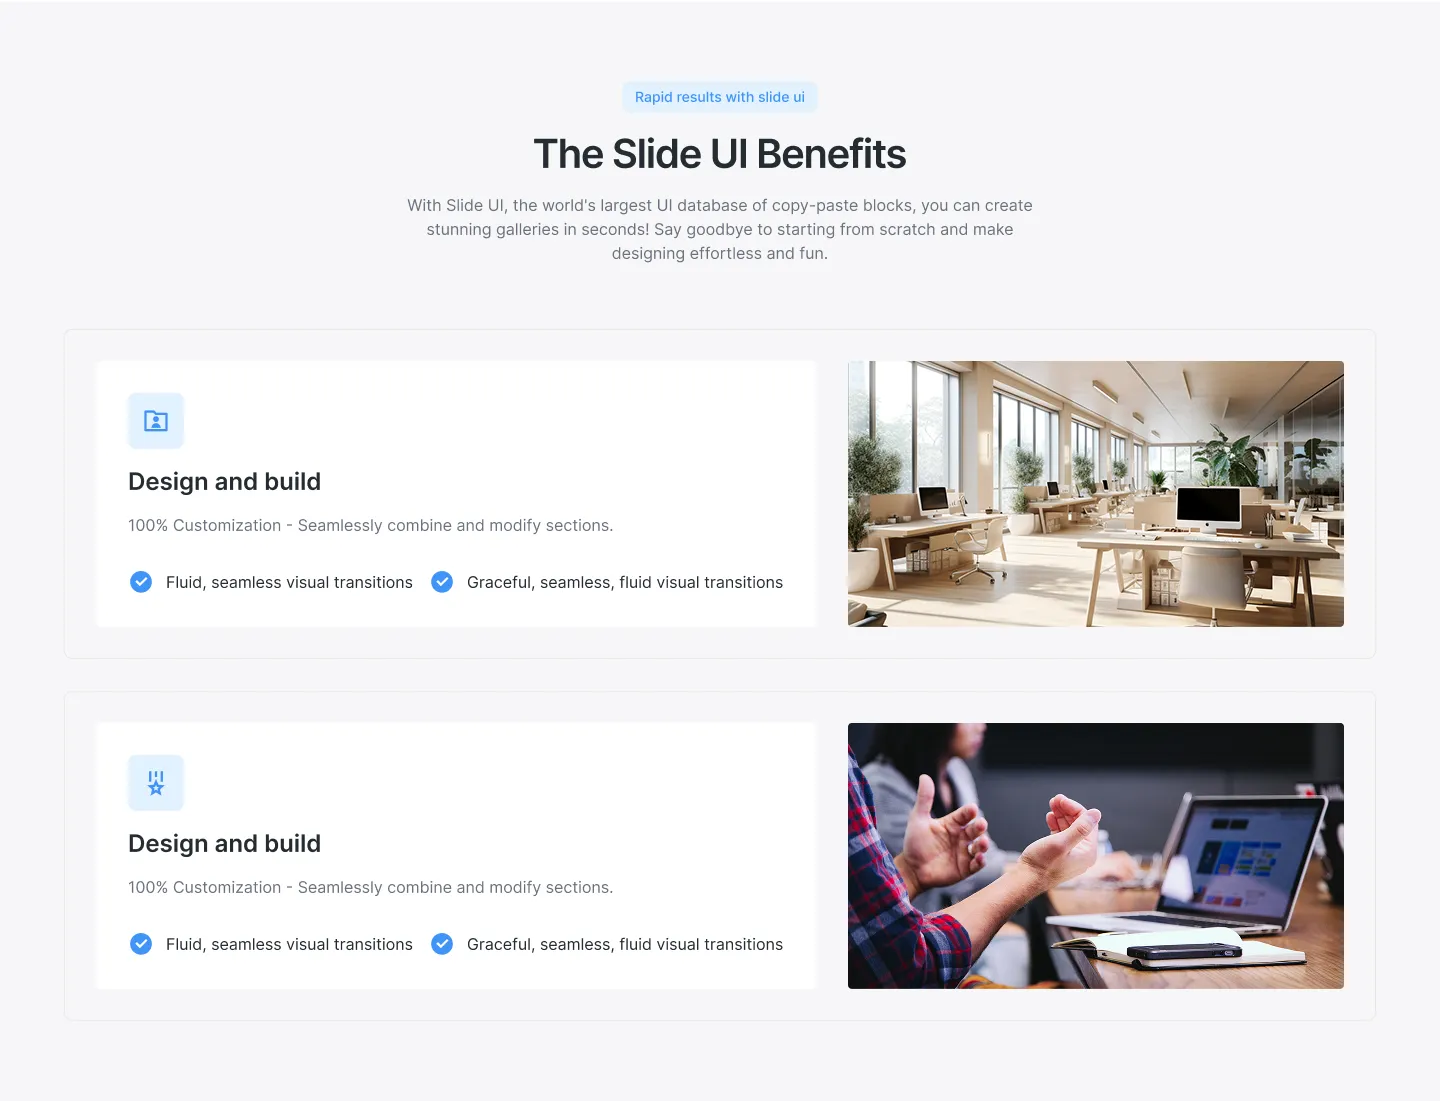 Rapid results with slide ui
The Slide UI Benefits
With Slide UI, the world's largest UI database of copy-paste blocks, you can create
stunning galleries in seconds! Say goodbye to starting from scratch and make
designing effortless and fun.
Design and build
100% Customization - Seamlessly combine and modify sections.
Fluid, seamless visual transitions
Graceful, seamless, fluid visual transitions
Design and build
100% Customization - Seamlessly combine and modify sections.
Fluid, seamless visual transitions
Graceful, seamless, fluid visual transitions